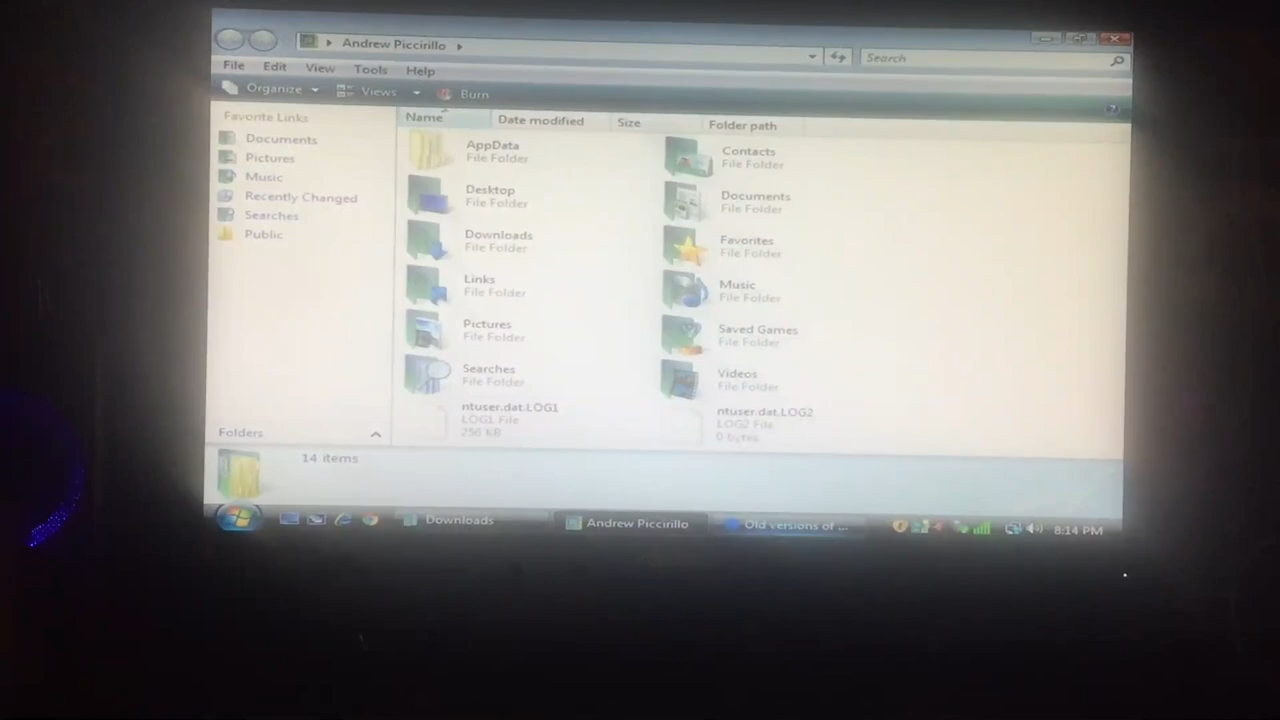 Andrew Piccirillo
Search
File Edit View Tools Help
Organize Views Burn
Favorite Links
Documents
Pictures
Music
Recently Changed
Searches
Public
Folders
Name Date modified Size Folder path
AppData
File Folder
Contacts
File Folder
Desktop
File Folder
Documents
File Folder
Downloads
File Folder
Favorites
File Folder
Links
File Folder
Music
File Folder
Pictures
File Folder
Saved Games
File Folder
Searches
File Folder
Videos
File Folder
ntuser.dat.LOG1
LOG1 File
256 KB
ntuser.dat.LOG2
LOG2 File
0 bytes
14 items
Downloads Andrew Piccirillo Old versions of ... 8:14 PM